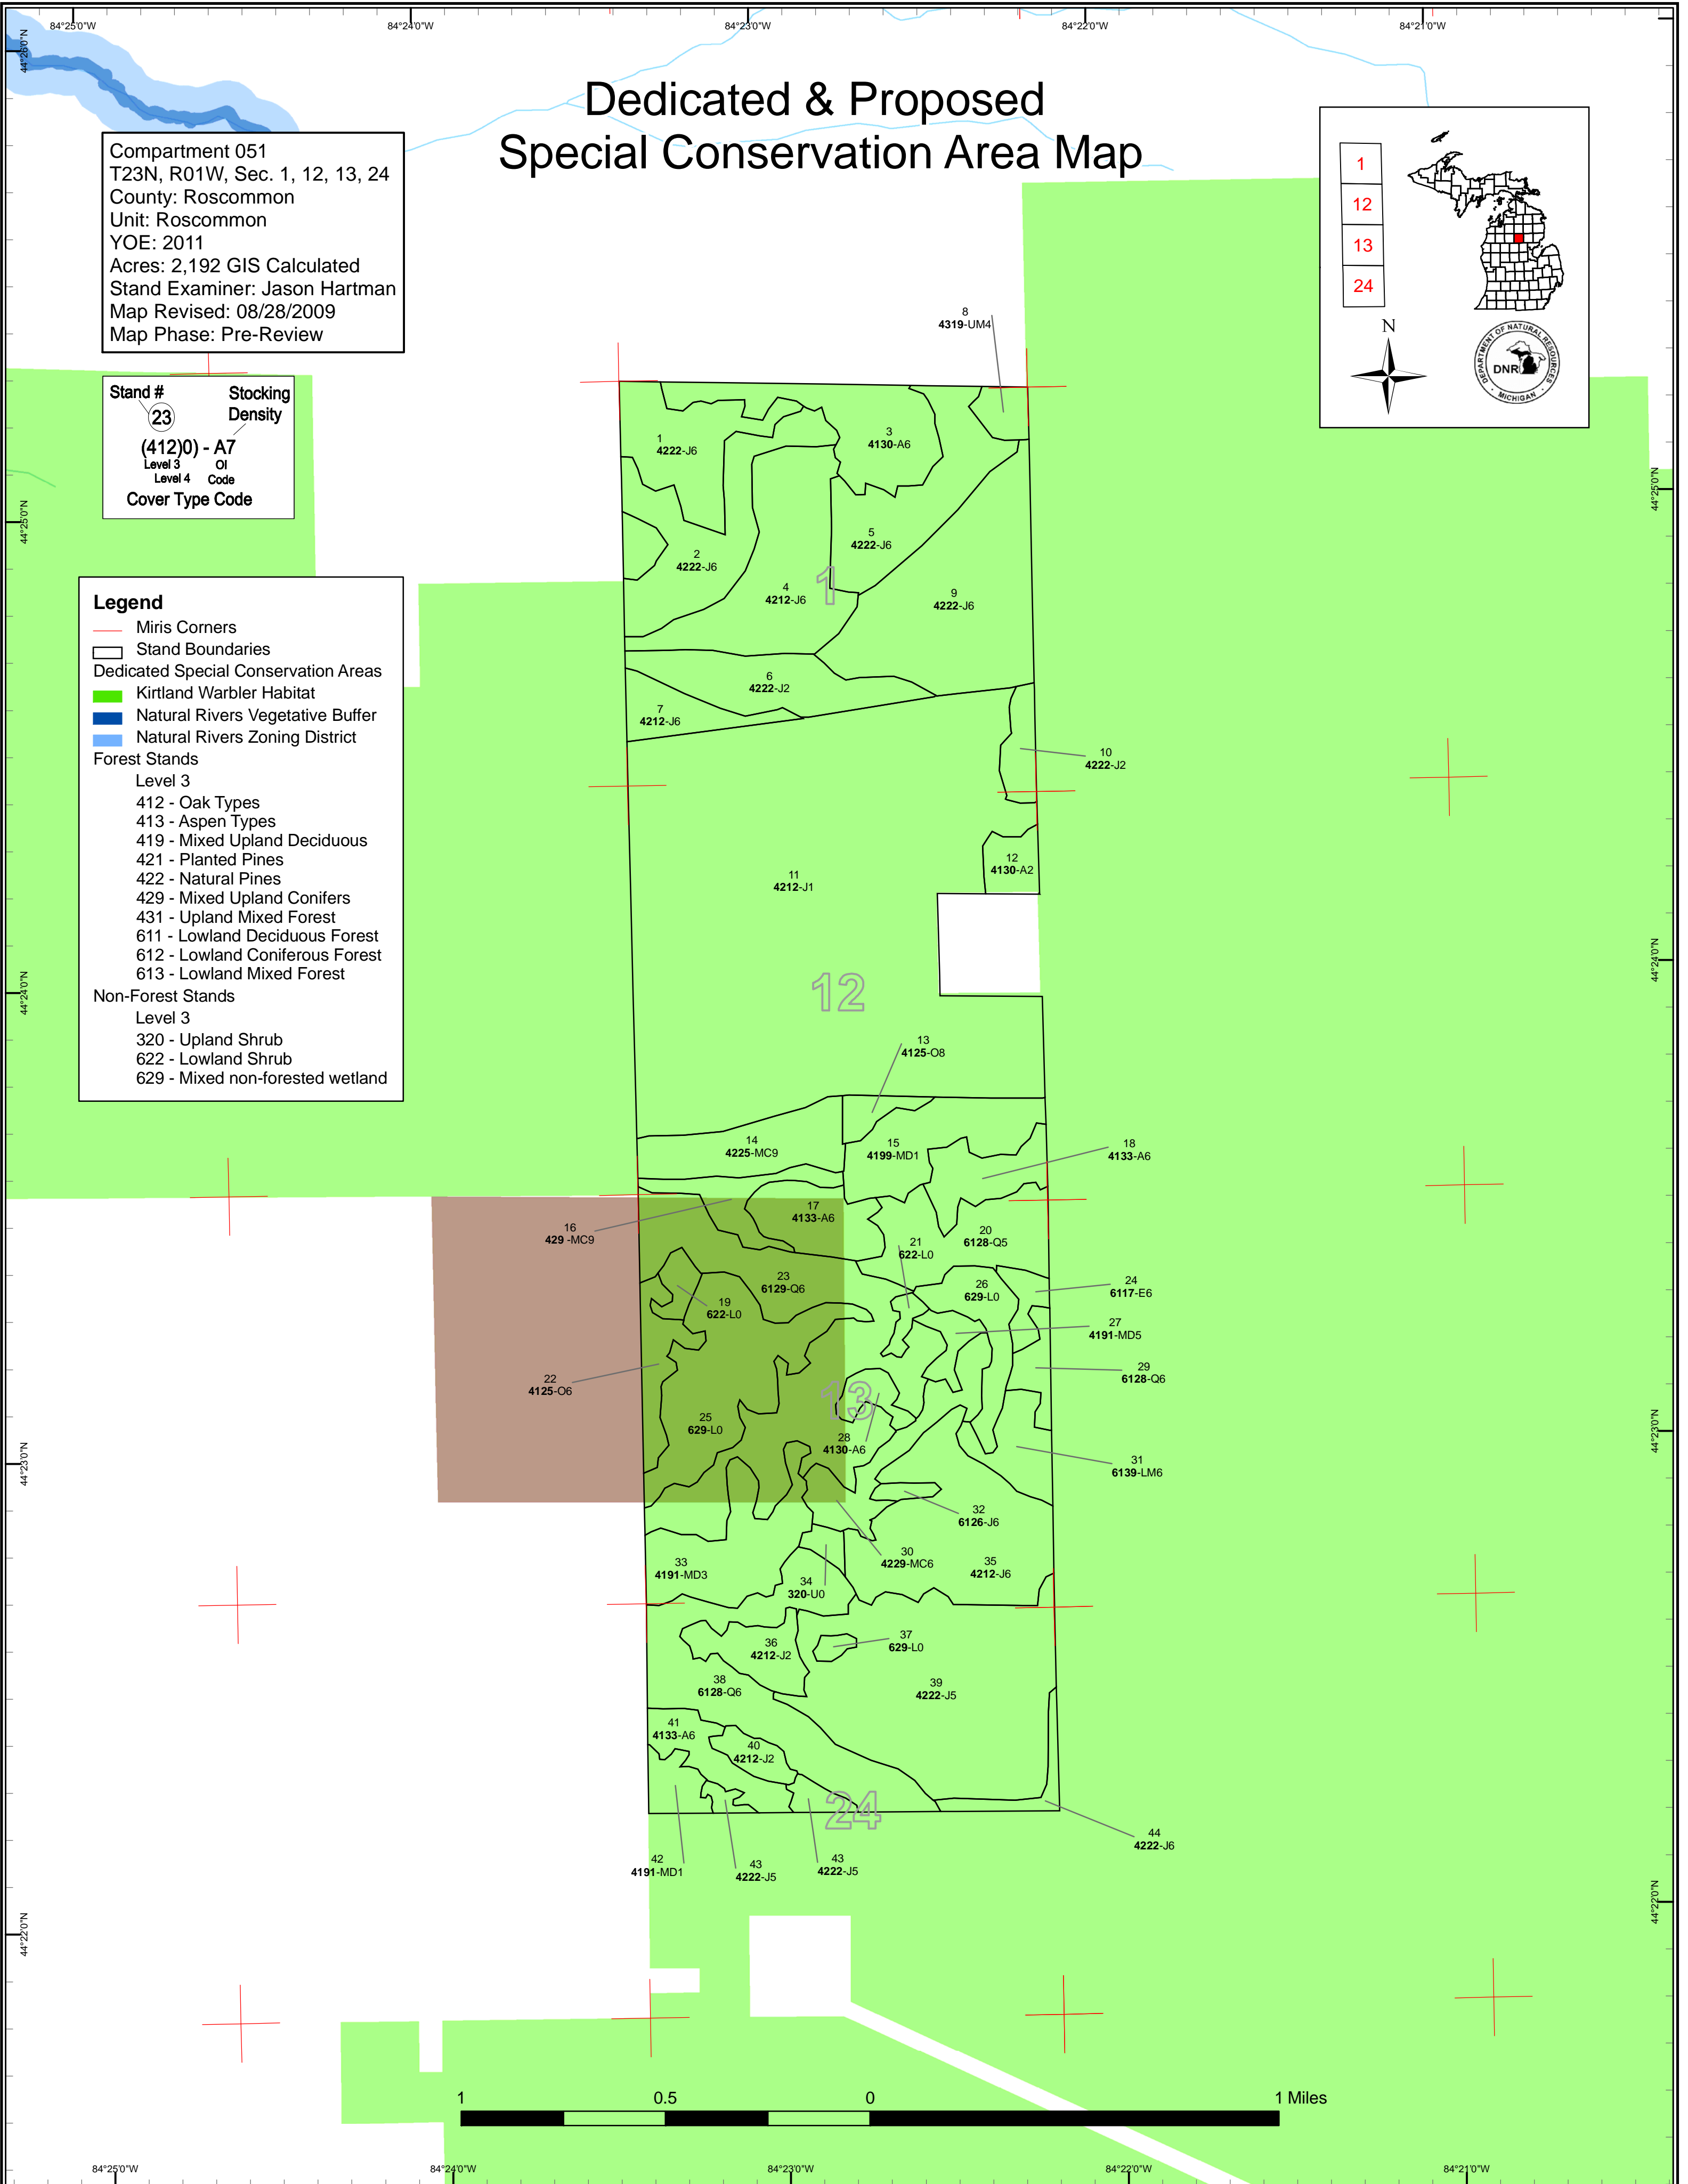 84°25'0"W 84°24'0"W 84°23'0"W 84°22'0"W 84°21'0"W
44°26'0"N
Dedicated & Proposed
Special Conservation Area Map
Compartment 051
T23N, R01W, Sec. 1, 12, 13, 24
County: Roscommon
Unit: Roscommon
YOE: 2011
Acres: 2,192 GIS Calculated
Stand Examiner: Jason Hartman
Map Revised: 08/28/2009
Map Phase: Pre-Review
1
12
13
24
N
DEPARTMENT OF NATURAL RESOURCES
DNR
MICHIGAN
Stand #
Stocking
Density
23
(412)0) - A7
Level 3 OI
Level 4 Code
Cover Type Code
44°25'0"N
44°25'0"N
Legend
Miris Corners
Stand Boundaries
Dedicated Special Conservation Areas
Kirtland Warbler Habitat
Natural Rivers Vegetative Buffer
Natural Rivers Zoning District
Forest Stands
Level 3
412 - Oak Types
413 - Aspen Types
419 - Mixed Upland Deciduous
421 - Planted Pines
422 - Natural Pines
429 - Mixed Upland Conifers
431 - Upland Mixed Forest
611 - Lowland Deciduous Forest
612 - Lowland Coniferous Forest
613 - Lowland Mixed Forest
Non-Forest Stands
Level 3
320 - Upland Shrub
622 - Lowland Shrub
629 - Mixed non-forested wetland
8
4319-UM4
1
4222-J6
3
4130-A6
2
4222-J6
5
4222-J6
4
4212-J6
1
9
4222-J6
6
4222-J2
7
4212-J6
10
4222-J2
11
4212-J1
12
4130-A2
44°24'0"N
44°24'0"N
12
13
4125-O8
14
4225-MC9
15
4199-MD1
18
4133-A6
16
429 -MC9
17
4133-A6
20
6128-Q5
21
622-L0
23
6129-Q6
26
629-L0
24
6117-E6
19
622-L0
27
4191-MD5
22
4125-O6
29
6128-Q6
13
25
629-L0
28
4130-A6
31
6139-LM6
44°23'0"N
44°23'0"N
32
6126-J6
30
4229-MC6
35
4212-J6
33
4191-MD3
34
320-U0
36
4212-J2
37
629-L0
38
6128-Q6
39
4222-J5
41
4133-A6
40
4212-J2
24
44
4222-J6
42
4191-MD1
43
4222-J5
43
4222-J5
44°22'0"N
44°22'0"N
1 0.5 0 1 Miles
84°25'0"W 84°24'0"W 84°23'0"W 84°22'0"W 84°21'0"W